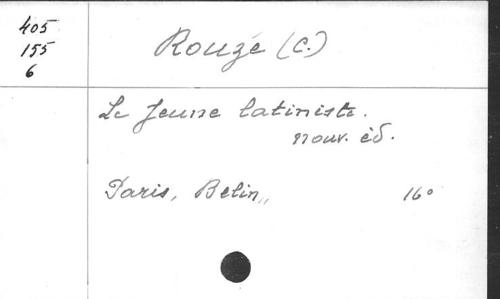 405
155
6
Rouzé (C.)
Le Jeune latiniste.
nouv. éd.
Paris, Belin,,
16°